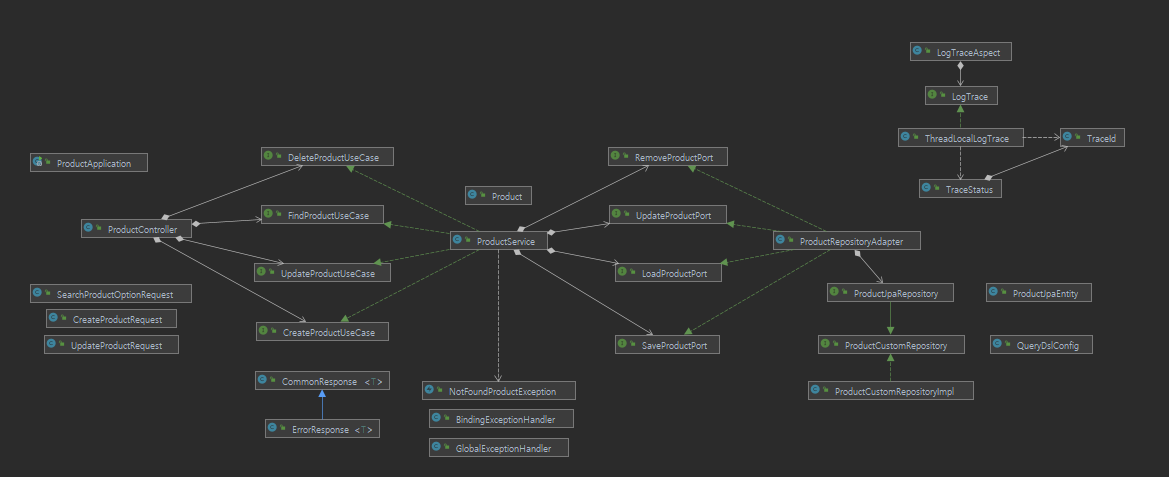 LogTraceAspect
LogTrace
ThreadLocalLogTrace
TraceId
TraceStatus
ProductApplication
DeleteProductUseCase
RemoveProductPort
Product
FindProductUseCase
UpdateProductPort
ProductController
ProductService
ProductRepositoryAdapter
UpdateProductUseCase
LoadProductPort
SearchProductOptionRequest
ProductJpaRepository
ProductJpaEntity
CreateProductRequest
CreateProductUseCase
UpdateProductRequest
SaveProductPort
ProductCustomRepository
QueryDslConfig
CommonResponse <T>
NotFoundProductException
ProductCustomRepositoryImpl
BindingExceptionHandler
ErrorResponse <T>
GlobalExceptionHandler